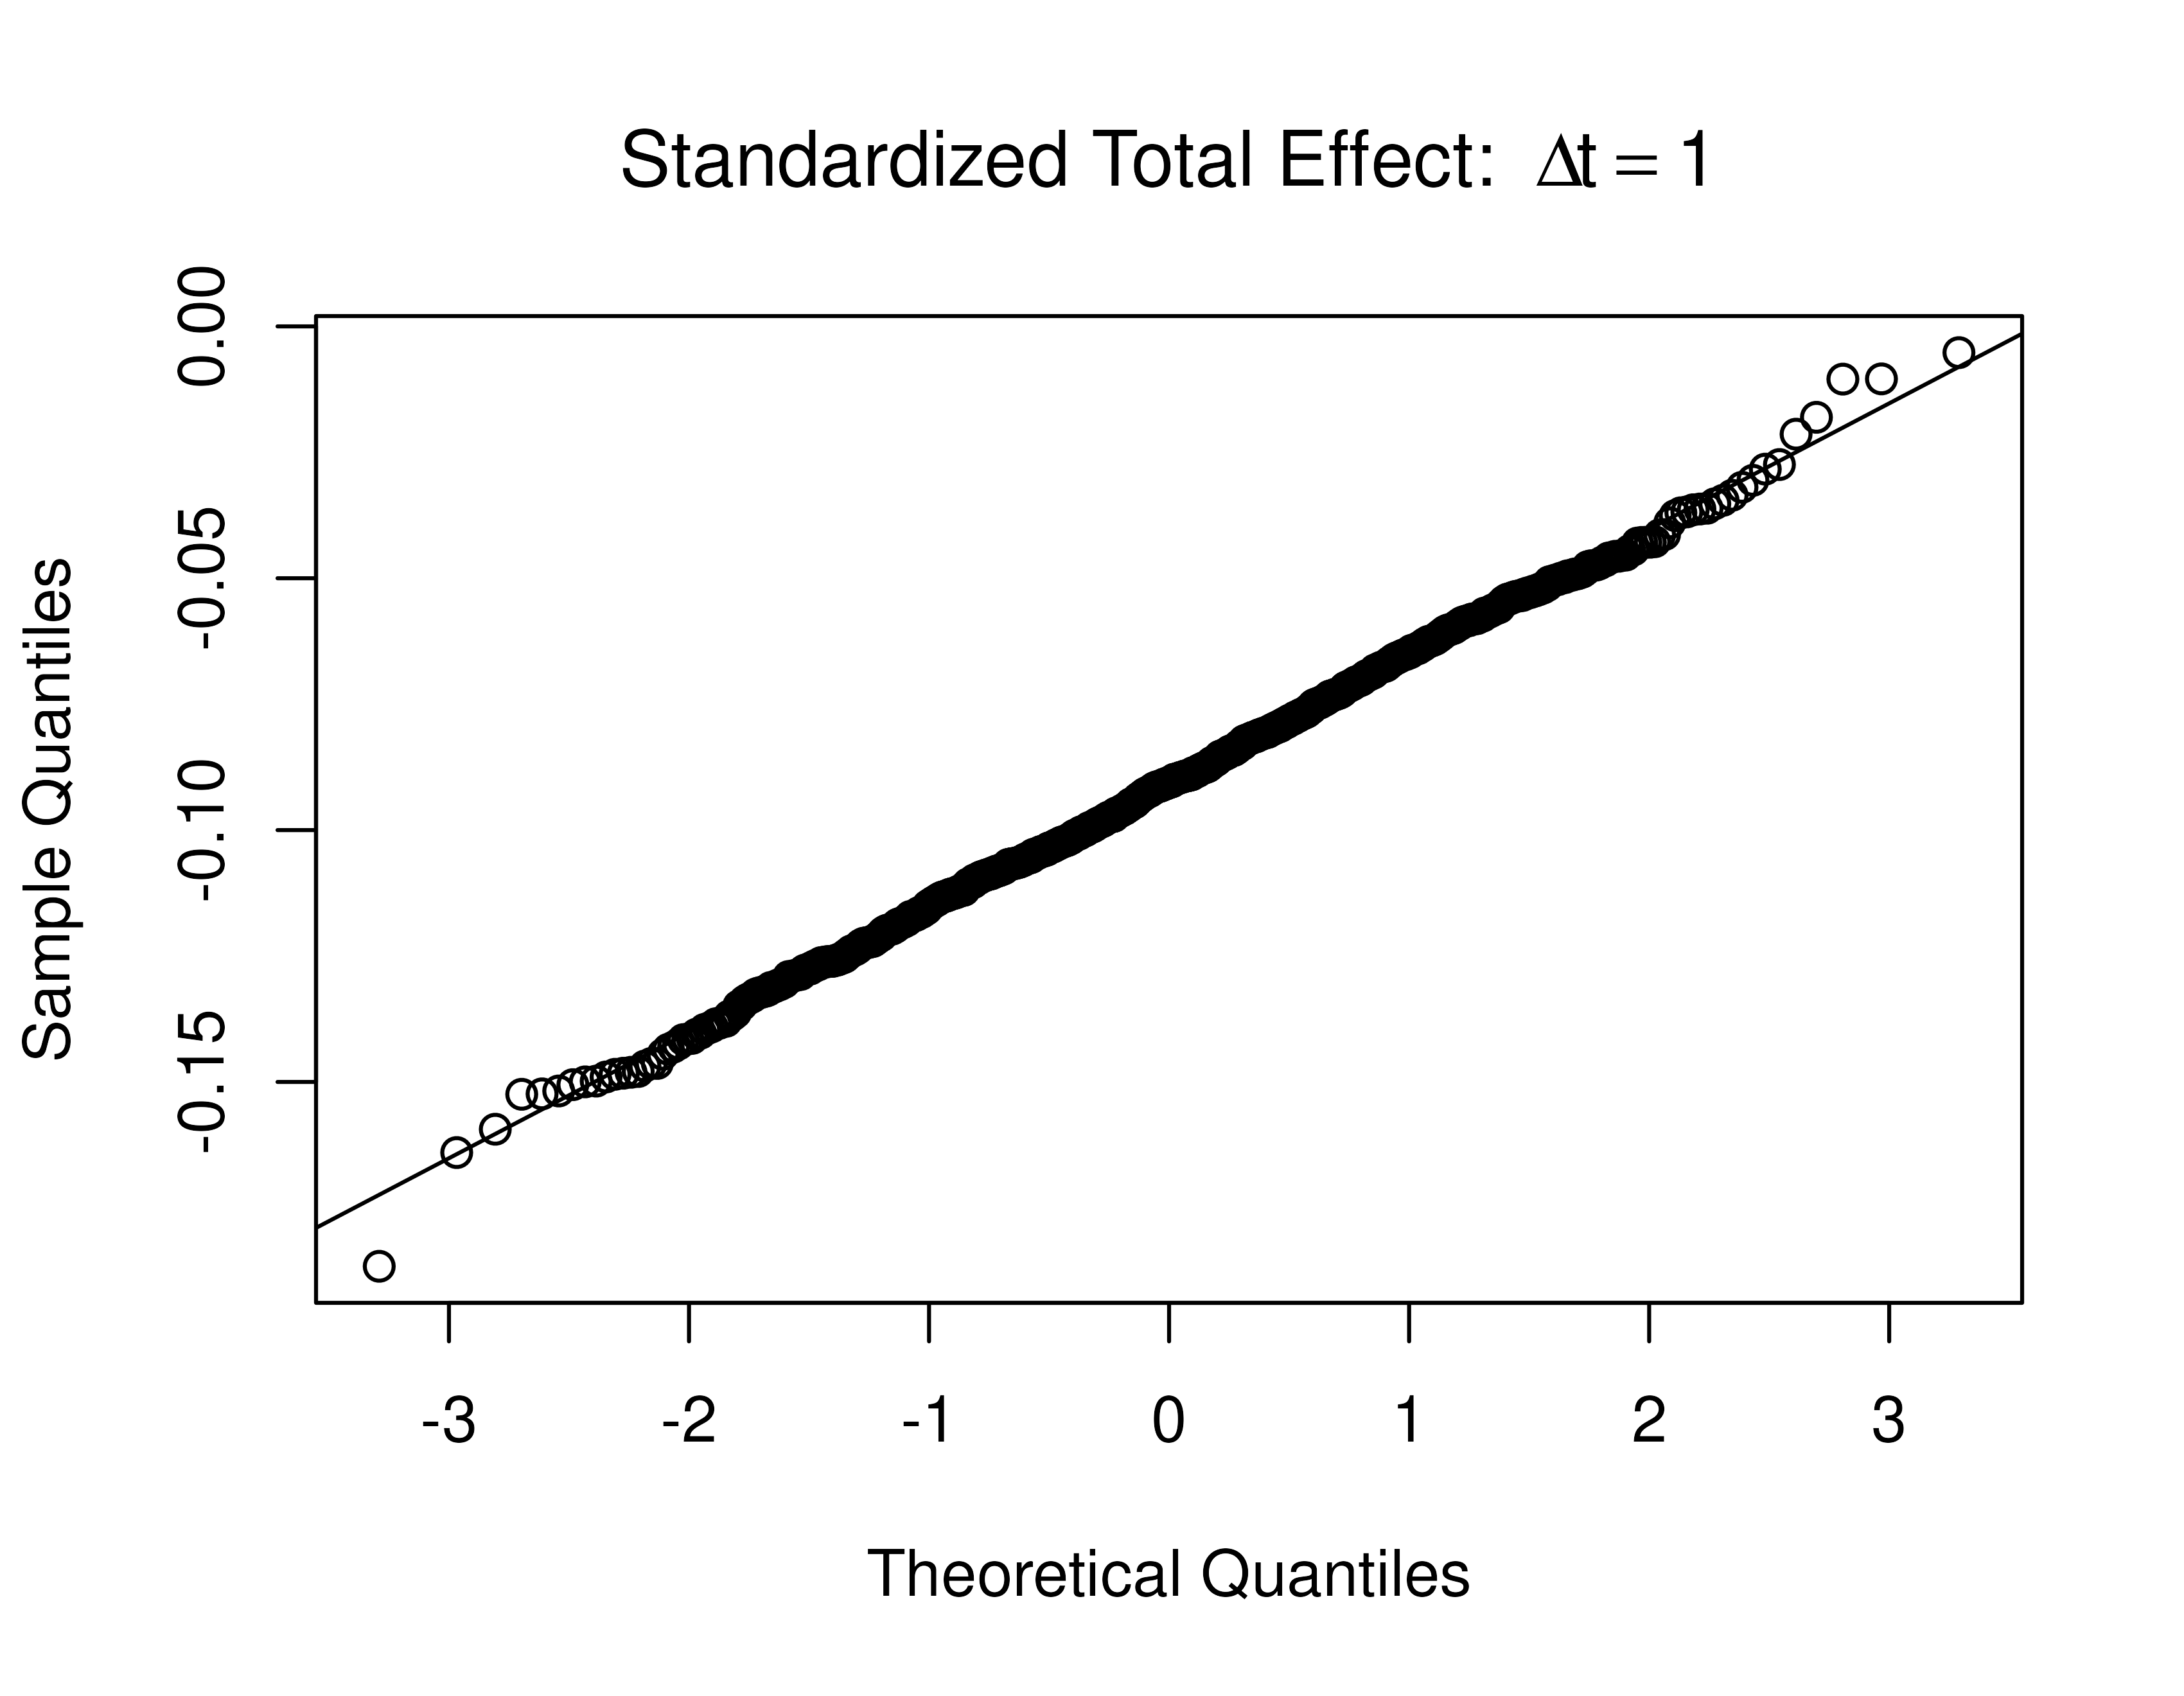 Standardized Total Effect: Δt = 1
Sample Quantiles
0.00
-0.05
-0.10
-0.15
-3 -2 -1 0 1 2 3
Theoretical Quantiles